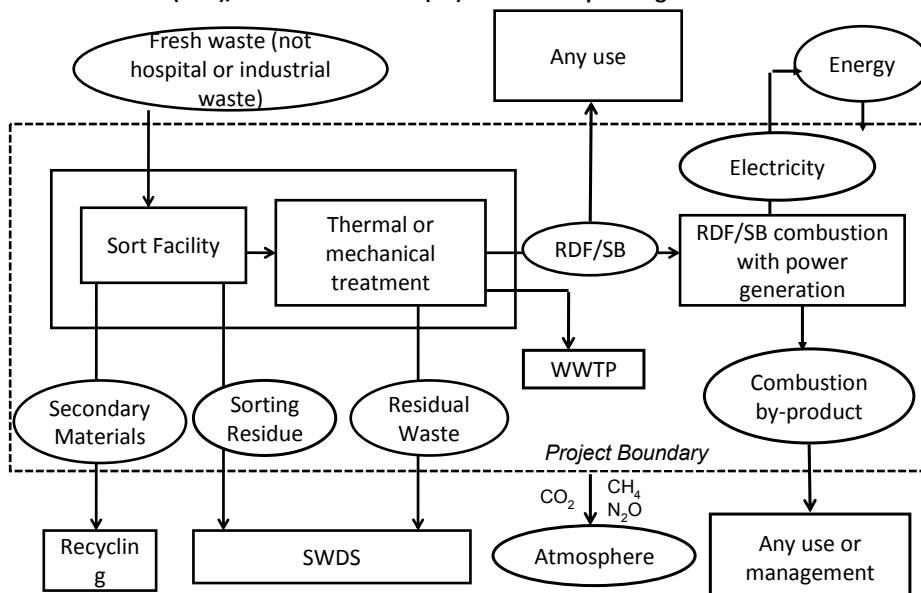 Fresh waste (not
hospital or industrial
waste)
Any use
Energy
Electricity
Sort Facility
Thermal or
mechanical
treatment
RDF/SB
RDF/SB combustion
with power
generation
WWTP
Secondary
Materials
Sorting
Residue
Residual
Waste
Combustion
by-product
Project Boundary
CO₂
CH₄
N₂O
Recyclin
g
SWDS
Atmosphere
Any use or
management